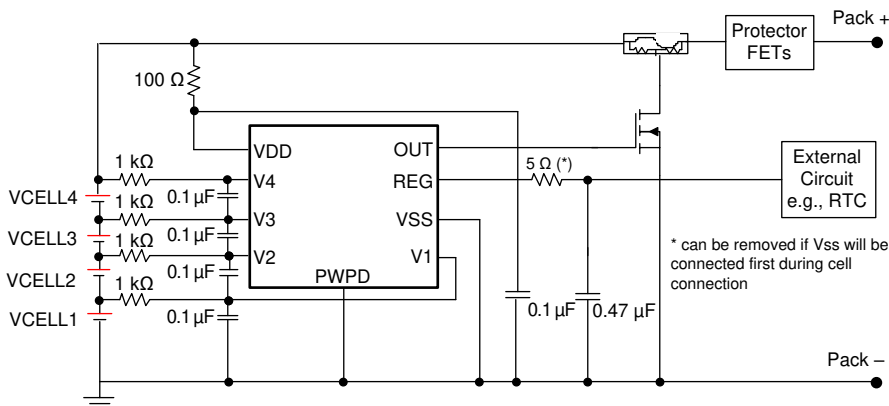 Pack +
Protector
FETs
100 Ω
VDD
OUT
1 kΩ
V4
REG
5 Ω (*)
External
Circuit
e.g., RTC
VCELL4
0.1 µF
1 kΩ
V3
VSS
VCELL3
0.1 µF
1 kΩ
V2
V1
* can be removed if Vss will be
connected first during cell
connection
VCELL2
0.1 µF
1 kΩ
PWPD
VCELL1
0.1 µF
0.1 µF
0.47 µF
Pack –